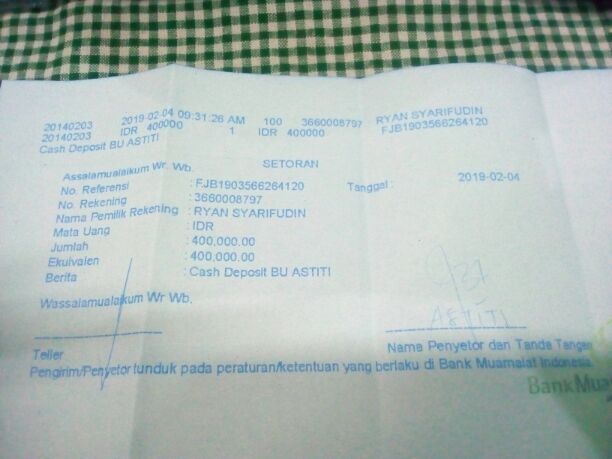 20140203 2019-02-04 09:31:26 AM 100 3660008797 RYAN SYARIFUDIN
20140203 IDR 400000 1 IDR 400000 FJB1903566264120
Cash Deposit BU ASTITI
SETORAN
Assalamualaikum Wr. Wb.
No. Referensi : FJB1903566264120 Tanggal : 2019-02-04
No. Rekening : 3660008797
Nama Pemilik Rekening : RYAN SYARIFUDIN
Mata Uang : IDR
Jumlah : 400,000.00
Ekuivalen : 400,000.00
Berita : Cash Deposit BU ASTITI
Wassalamualaikum Wr Wb.
ASTITI
Teller Nama Penyetor dan Tanda Tangan
Pengirim/Penyetor tunduk pada peraturan/ketentuan yang berlaku di Bank Muamalat Indonesia.
BankMua